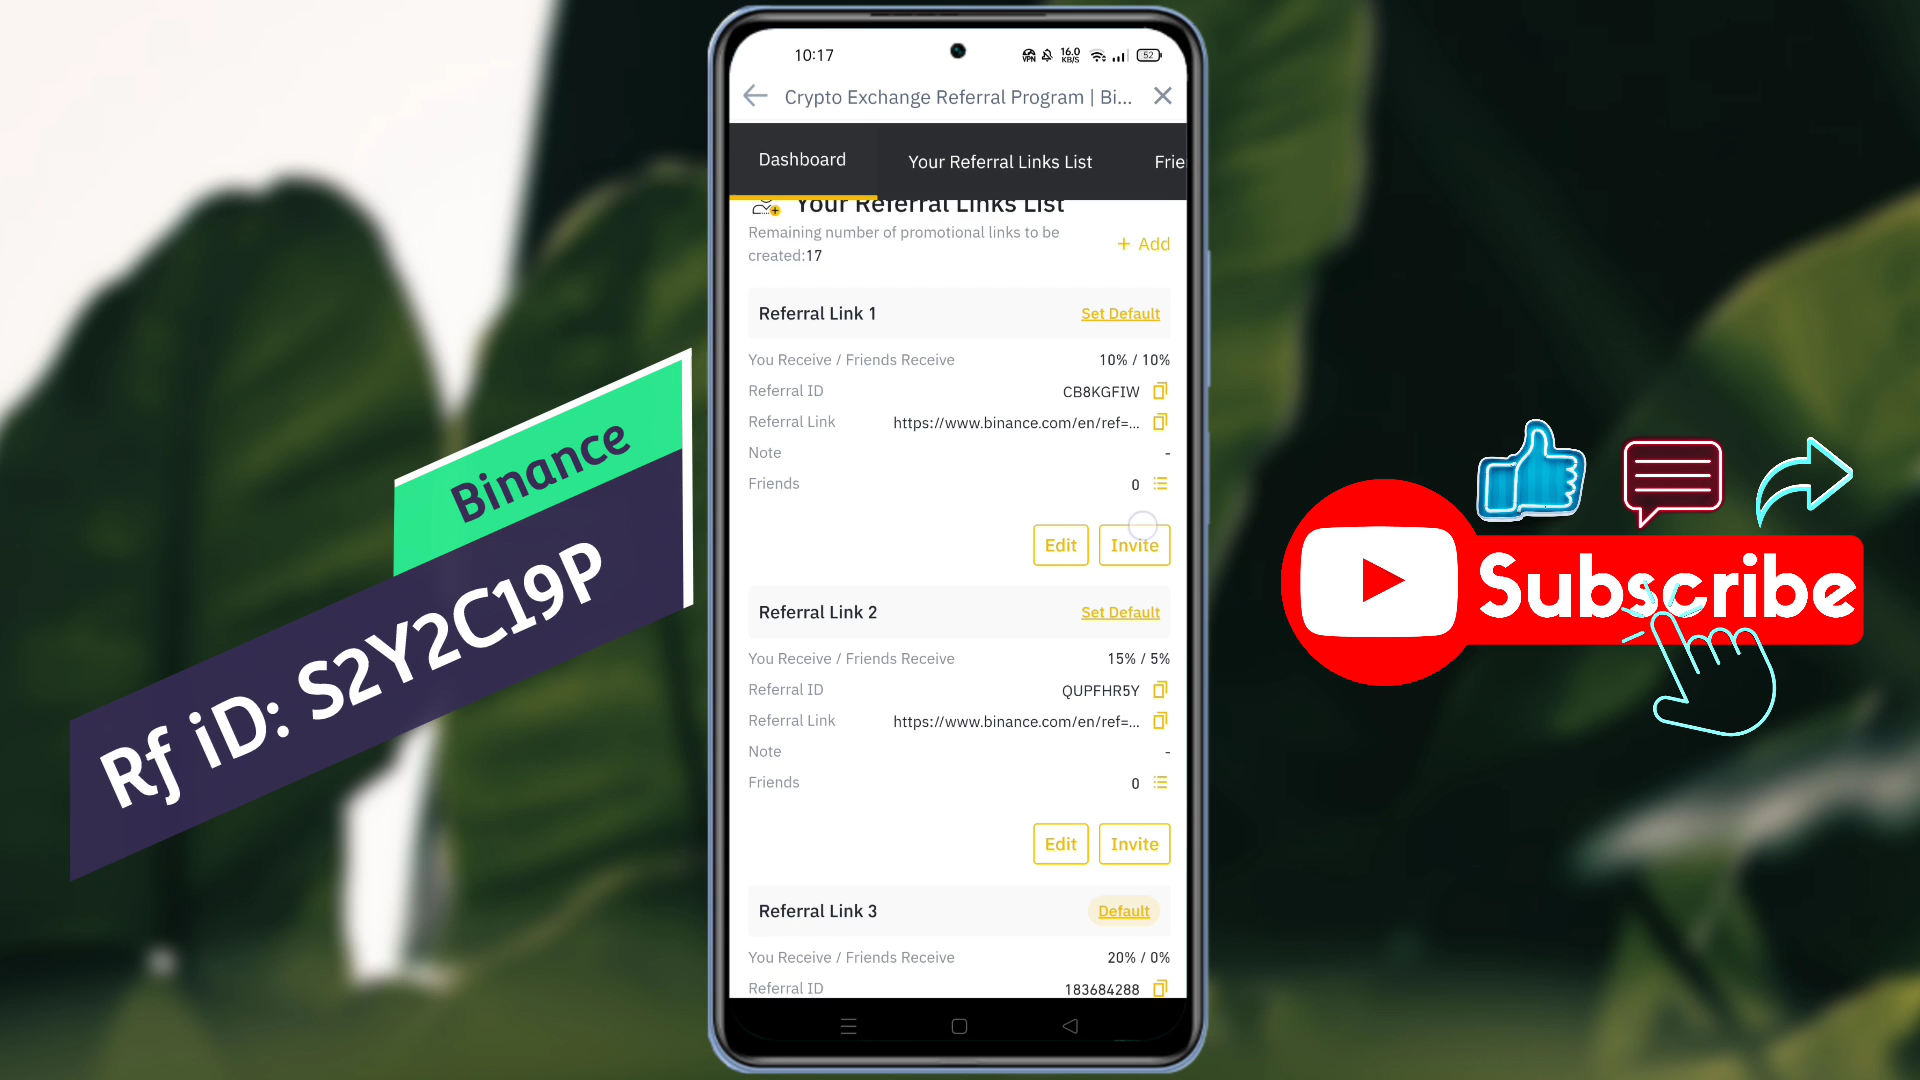 10:17
VPN 16.0 KB/S 52
Crypto Exchange Referral Program | Bi...
Dashboard Your Referral Links List Frie
Your Referral Links List
Remaining number of promotional links to be
created:17
+ Add
Referral Link 1 Set Default
You Receive / Friends Receive 10% / 10%
Referral ID CB8KGFIW
Referral Link https://www.binance.com/en/ref=...
Note -
Friends 0
Edit Invite
Referral Link 2 Set Default
You Receive / Friends Receive 15% / 5%
Referral ID QUPFHR5Y
Referral Link https://www.binance.com/en/ref=...
Note -
Friends 0
Edit Invite
Referral Link 3 Default
You Receive / Friends Receive 20% / 0%
Referral ID 183684288
Binance
Rf iD: S2Y2C19P
Subscribe